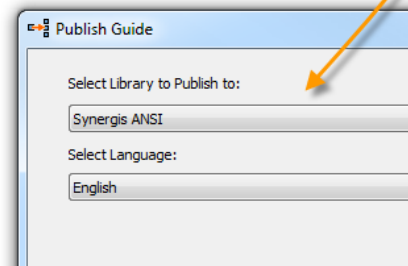 Publish Guide
Select Library to Publish to:
Synergis ANSI
Select Language:
English